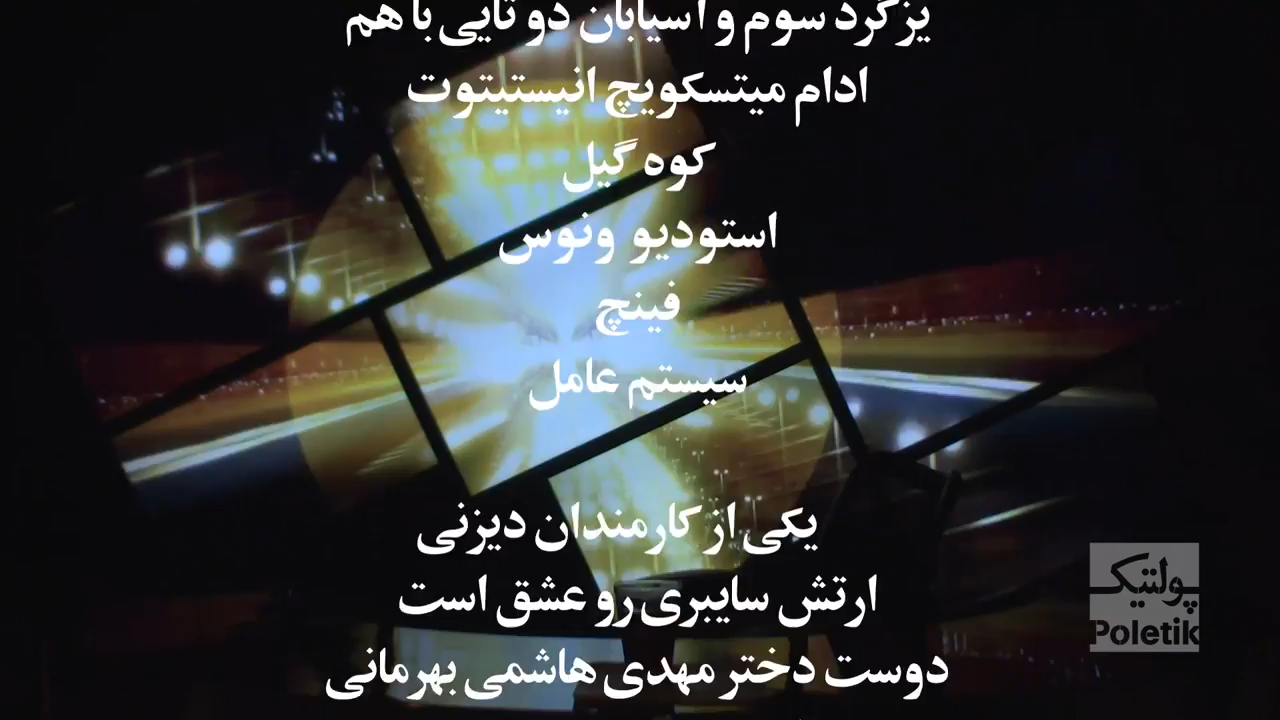 یزگرد سوم و آسیابان دو تایی با هم
ادام میتسکویچ انیستیتوت
کوه گیل
استودیو ونوس
فینچ
سیستم عامل
یکی از کارمندان دیزنی
ارتش سایبری رو عشق است
دوست دختر مهدی هاشمی بهرمانی
پولتیک
Poletik